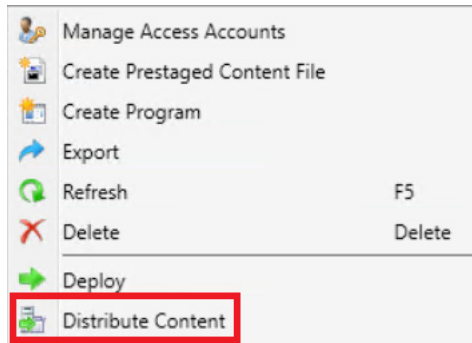 Manage Access Accounts
Create Prestaged Content File
Create Program
Export
Refresh F5
Delete Delete
Deploy
Distribute Content